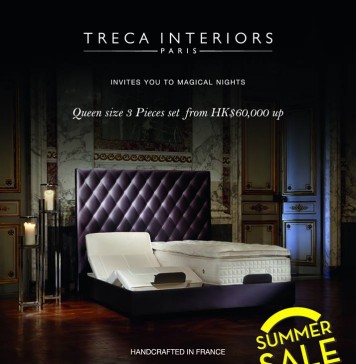 TRECA INTERIORS
PARIS
INVITES YOU TO MAGICAL NIGHTS
Queen size 3 Pieces set from HK$60,000 up
HANDCRAFTED IN FRANCE
SUMMER
SALE